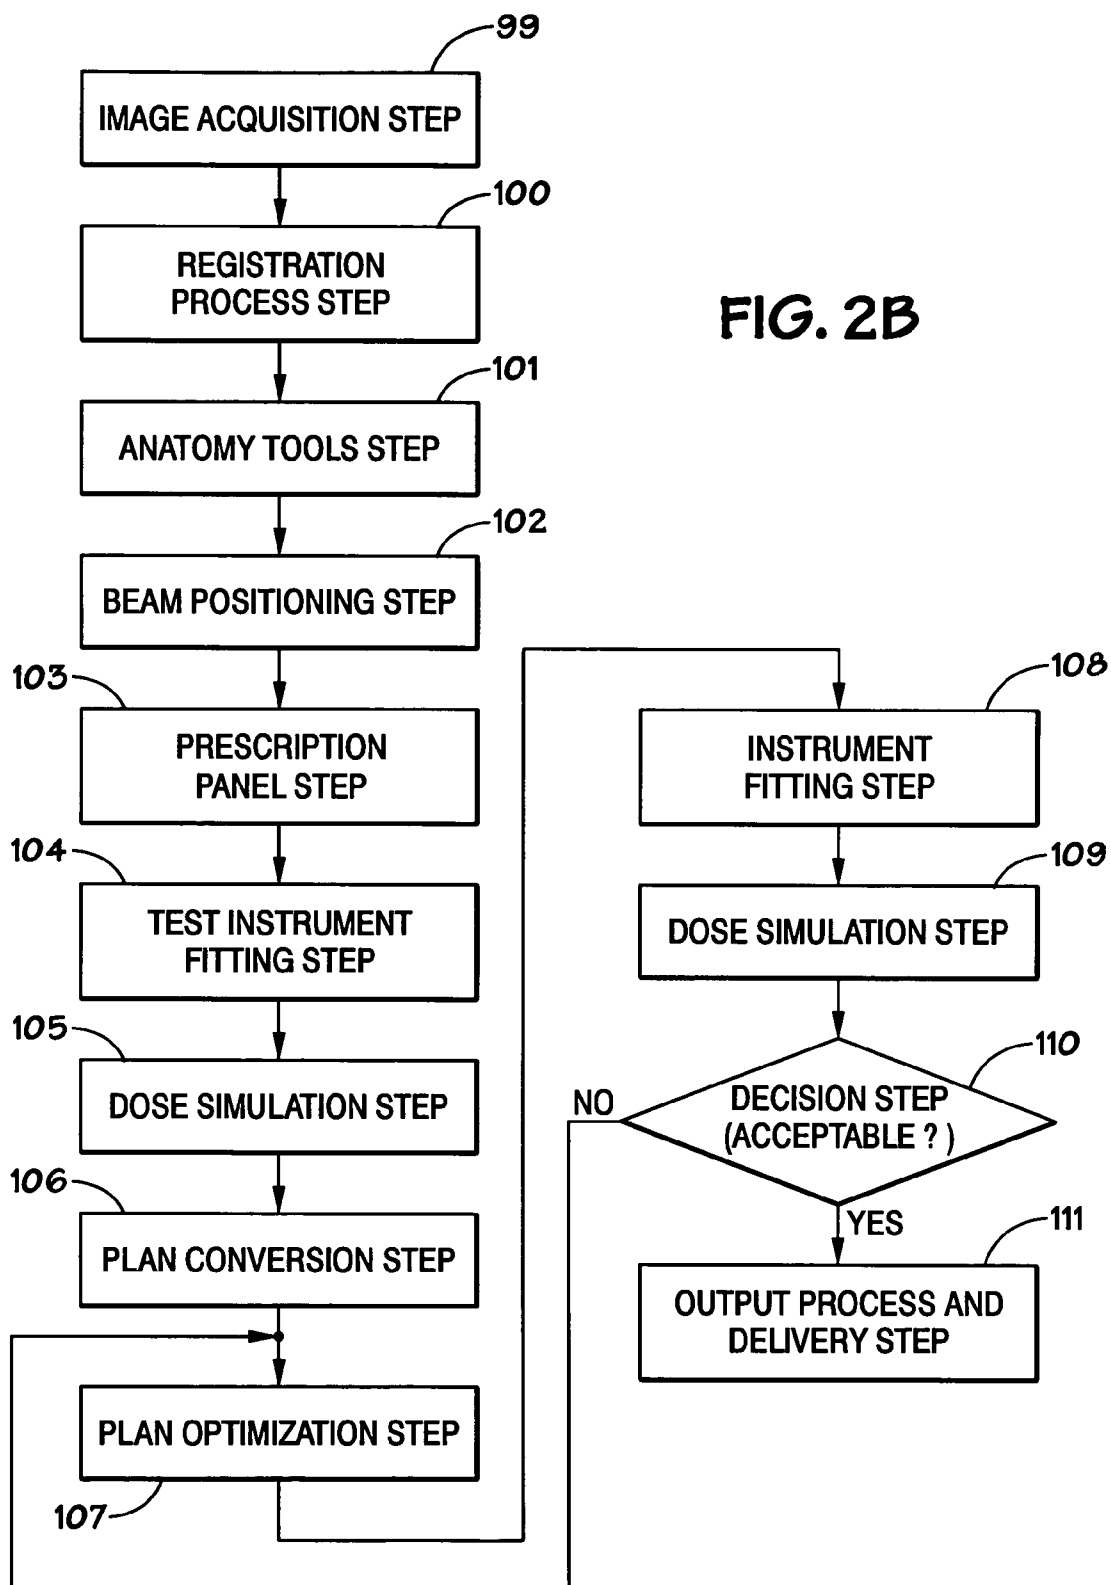 99
IMAGE ACQUISITION STEP
100
REGISTRATION
PROCESS STEP
FIG. 2B
101
ANATOMY TOOLS STEP
102
BEAM POSITIONING STEP
103
PRESCRIPTION
PANEL STEP
104
TEST INSTRUMENT
FITTING STEP
105
DOSE SIMULATION STEP
106
PLAN CONVERSION STEP
PLAN OPTIMIZATION STEP
107
108
INSTRUMENT
FITTING STEP
109
DOSE SIMULATION STEP
110
NO
DECISION STEP
(ACCEPTABLE ? )
YES
111
OUTPUT PROCESS AND
DELIVERY STEP